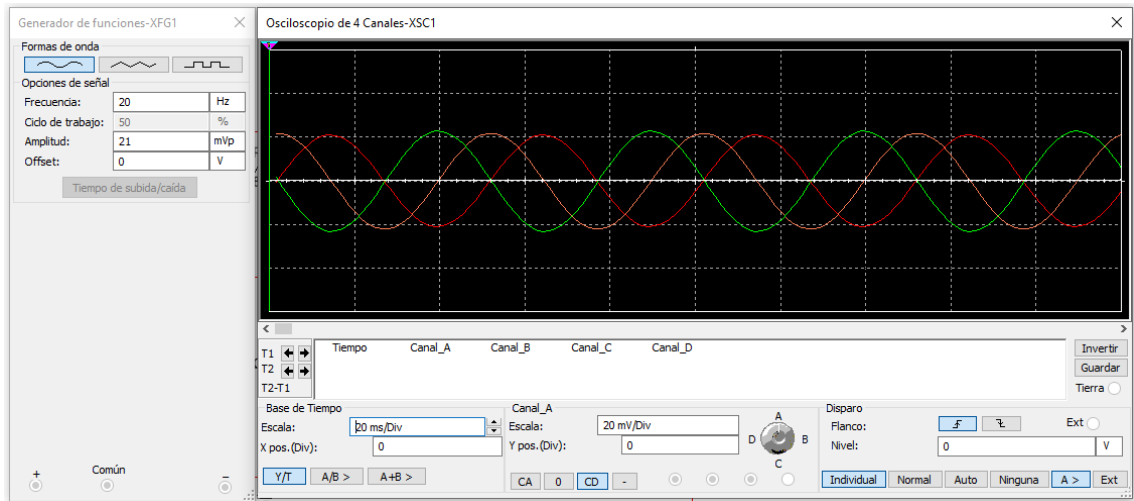 Generador de funciones-XFG1
Formas de onda
Opciones de señal
Frecuencia: 20 Hz
Ciclo de trabajo: 50 %
Amplitud: 21 mVp
Offset: 0 V
Tiempo de subida/caída
+ Común -
Osciloscopio de 4 Canales-XSC1
Tiempo Canal_A Canal_B Canal_C Canal_D
T1
T2
T2-T1
Invertir
Guardar
Tierra
Base de Tiempo
Escala: 20 ms/Div
X pos.(Div): 0
Y/T A/B > A+B >
Canal_A
Escala: 20 mV/Div
Y pos.(Div): 0
CA 0 CD -
A
D B
C
Disparo
Flanco: Ext
Nivel: 0 V
Individual Normal Auto Ninguna A > Ext